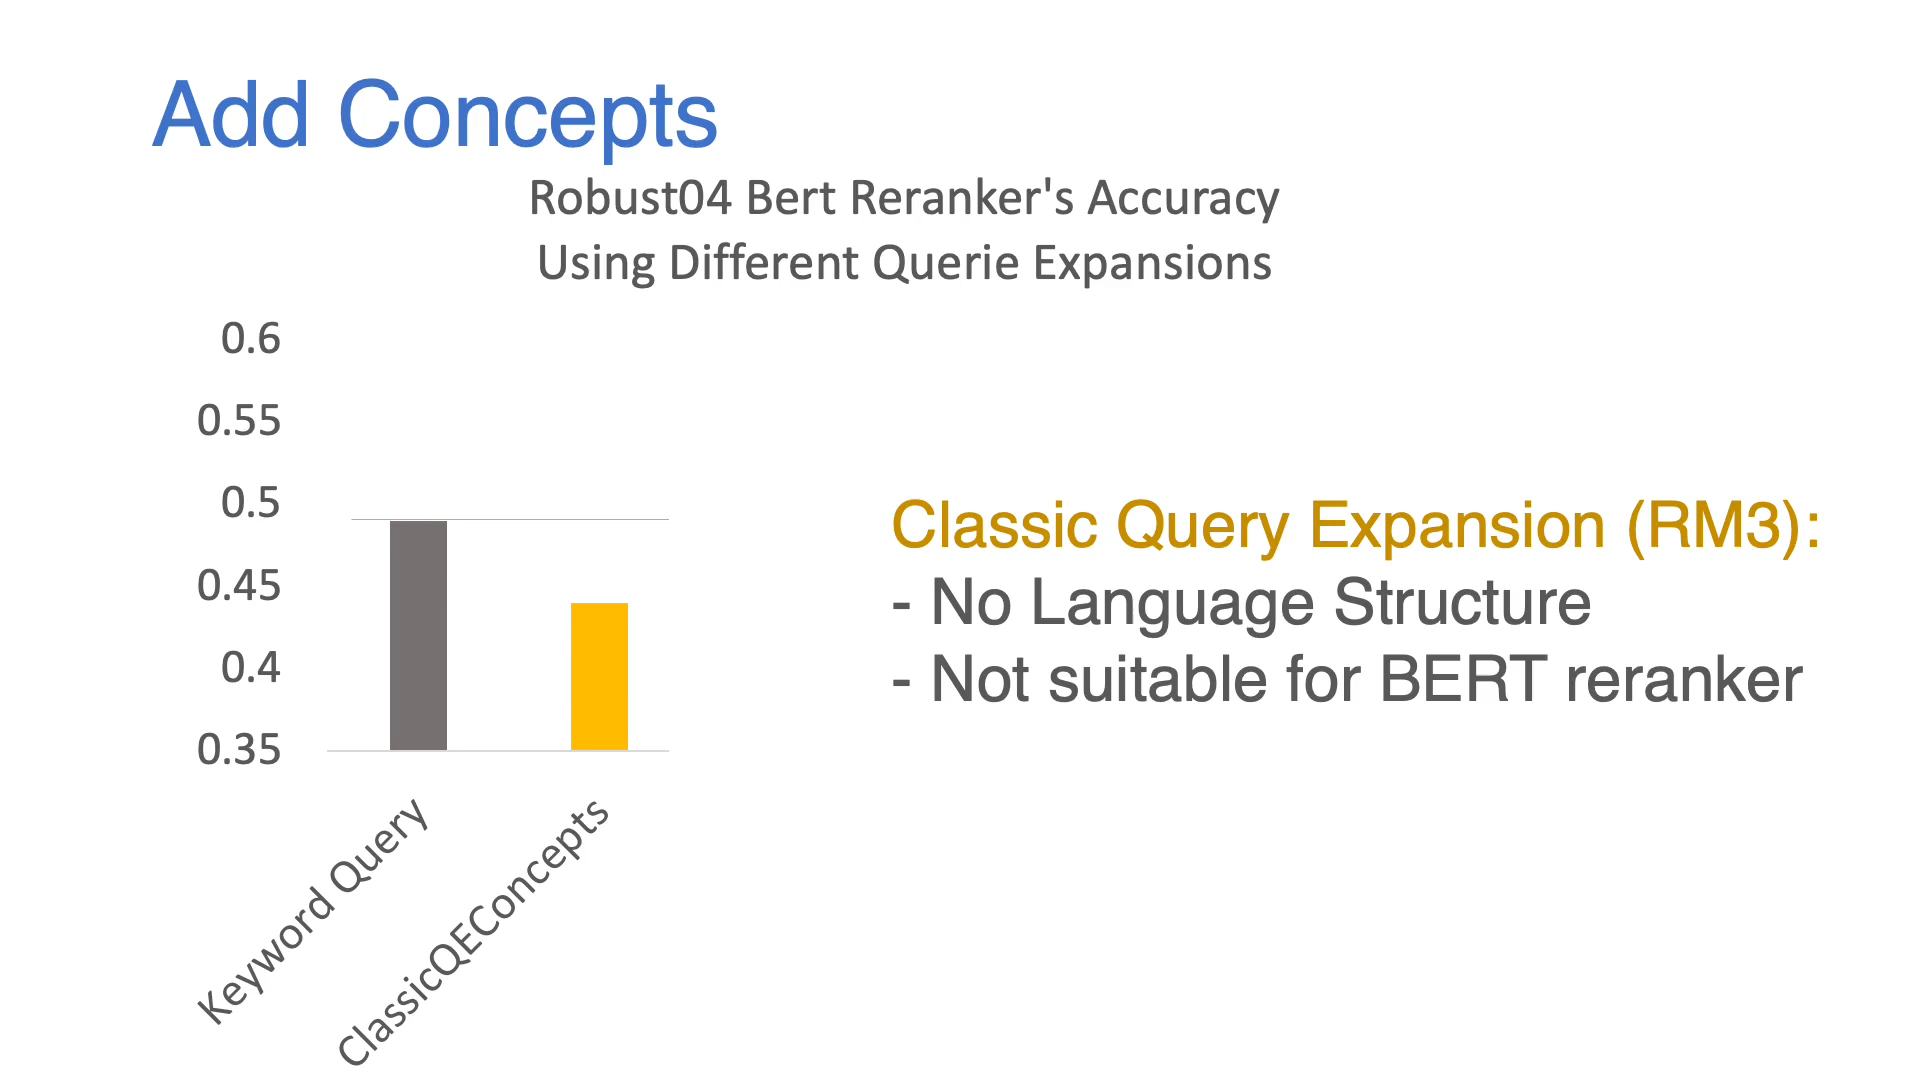 Add Concepts
Robust04 Bert Reranker's Accuracy
Using Different Querie Expansions
0.6
0.55
0.5
0.45
0.4
0.35
Keyword Query
ClassicQEConcepts
Classic Query Expansion (RM3):
- No Language Structure
- Not suitable for BERT reranker